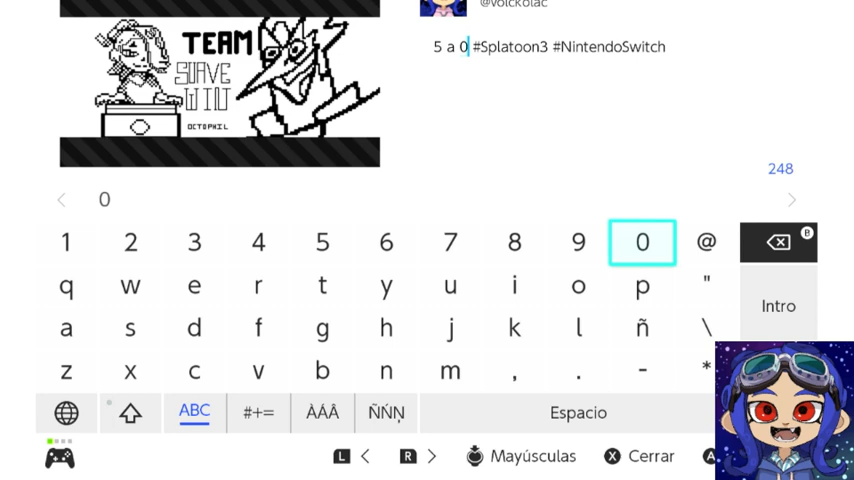 @Volckolac
TEAM
SUAVE
WIN
OCTOPHIL
5 a 0 #Splatoon3 #NintendoSwitch
248
< 0 >
1 2 3 4 5 6 7 8 9 0 @ B
q w e r t y u i o p "
Intro
a s d f g h j k l ñ \
z x c v b n m , . - *
ABC #+= ÀÁÂ ÑŃŅ Espacio
L < R > Mayúsculas X Cerrar A